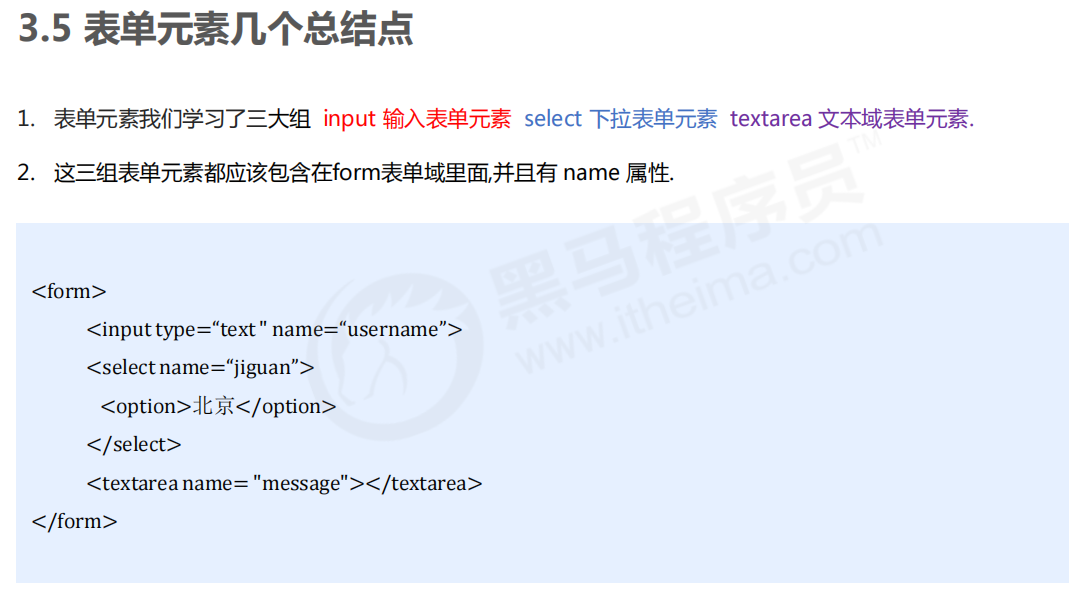 3.5 表单元素几个总结点
1. 表单元素我们学习了三大组 input 输入表单元素 select 下拉表单元素 textarea 文本域表单元素.
2. 这三组表单元素都应该包含在form表单域里面,并且有 name 属性.
黑马程序员™
www.itheima.com
<form>
<input type=“text " name=“username”>
<select name=“jiguan”>
<option>北京</option>
</select>
<textarea name= "message"></textarea>
</form>